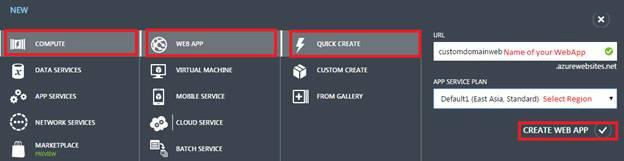 NEW
COMPUTE
DATA SERVICES
APP SERVICES
NETWORK SERVICES
MARKETPLACE
PREVIEW
WEB APP
VIRTUAL MACHINE
MOBILE SERVICE
CLOUD SERVICE
BATCH SERVICE
QUICK CREATE
CUSTOM CREATE
FROM GALLERY
URL
customdomainweb Name of your WebApp
.azurewebsites.net
APP SERVICE PLAN
Default1 (East Asia, Standard) Select Region
CREATE WEB APP